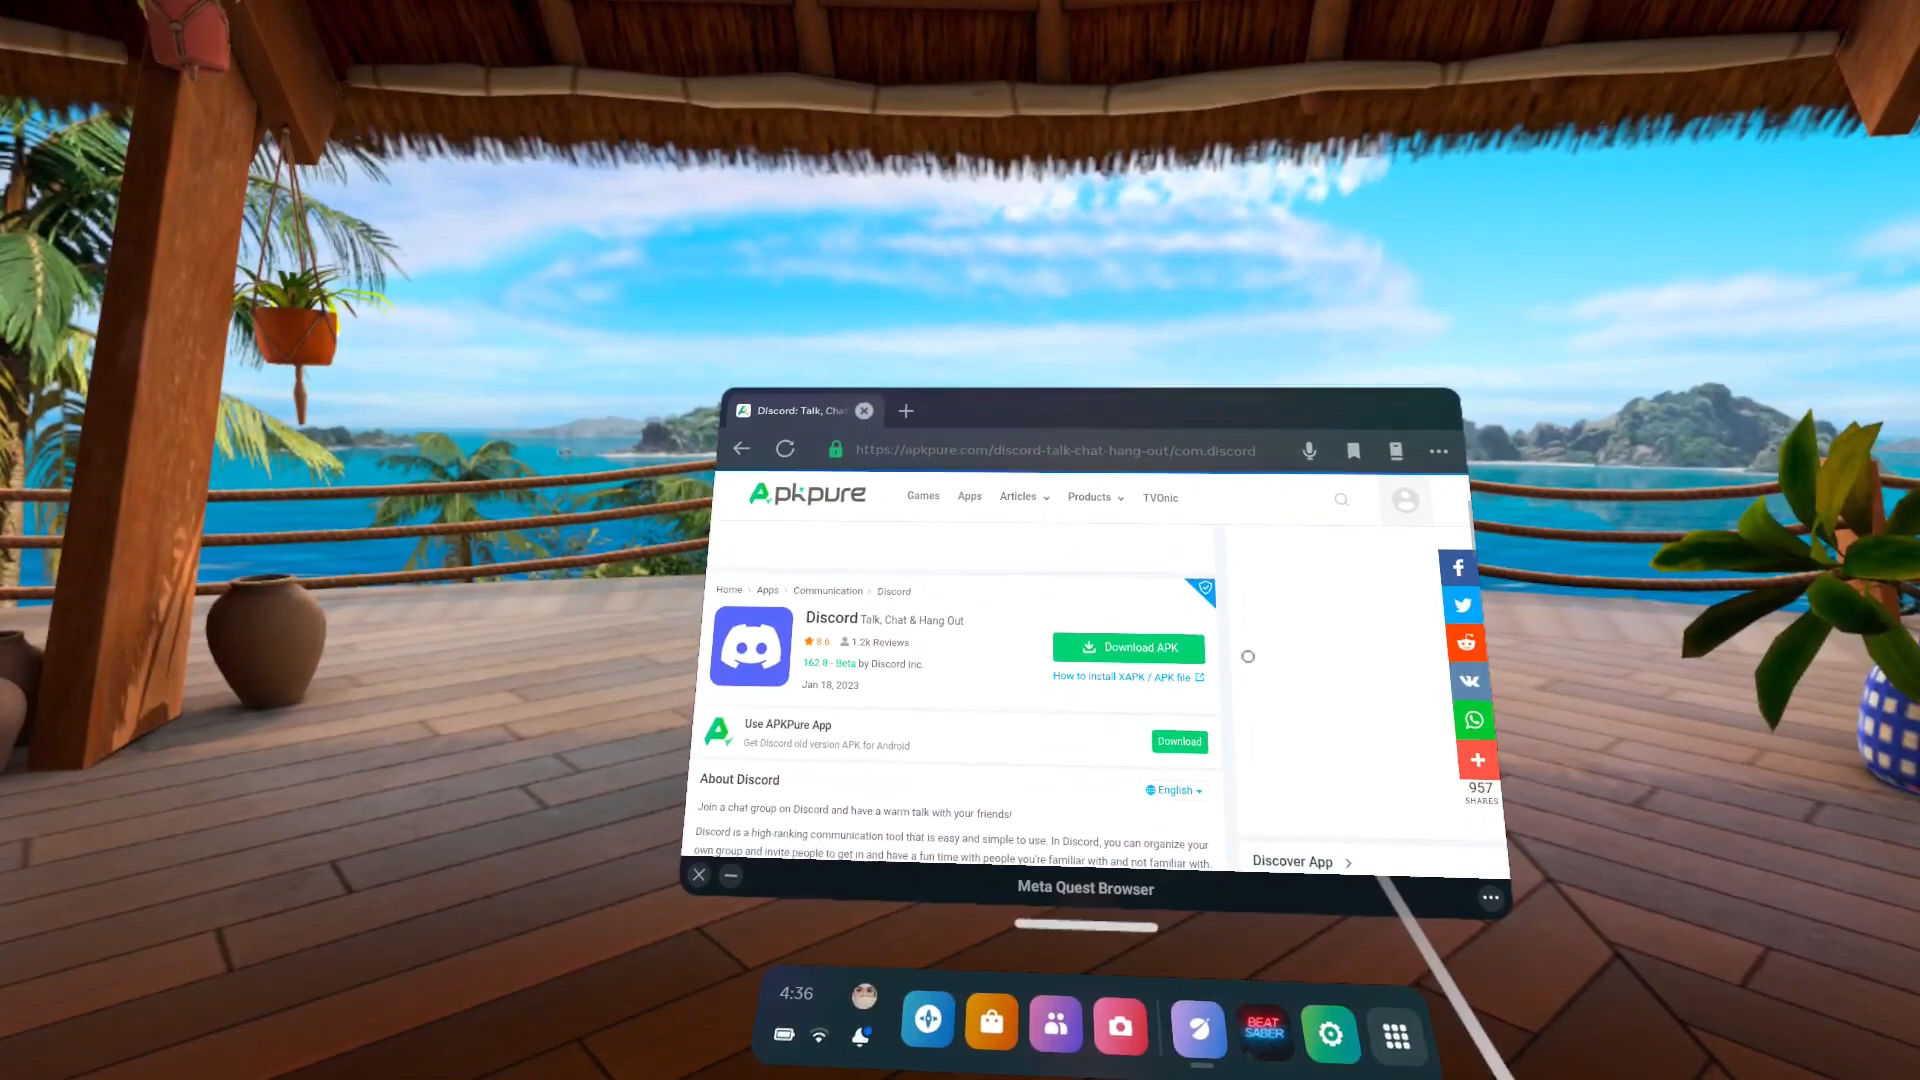 Discord: Talk, Chat
https://apkpure.com/discord-talk-chat-hang-out/com.discord
Apkpure
Games Apps Articles Products TVOnic
Home > Apps > Communication > Discord
Discord Talk, Chat & Hang Out
8.6 1.2k Reviews
162.8 - Beta by Discord Inc.
Jan 18, 2023
Download APK
How to install XAPK / APK file
Use APKPure App
Get Discord old version APK for Android
Download
About Discord
English
Join a chat group on Discord and have a warm talk with your friends!
Discord is a high-ranking communication tool that is easy and simple to use. In Discord, you can organize your
own group and invite people to get in and have a fun time with people you're familiar with and not familiar with.
957
SHARES
Discover App >
Meta Quest Browser
4:36
BEAT
SABER